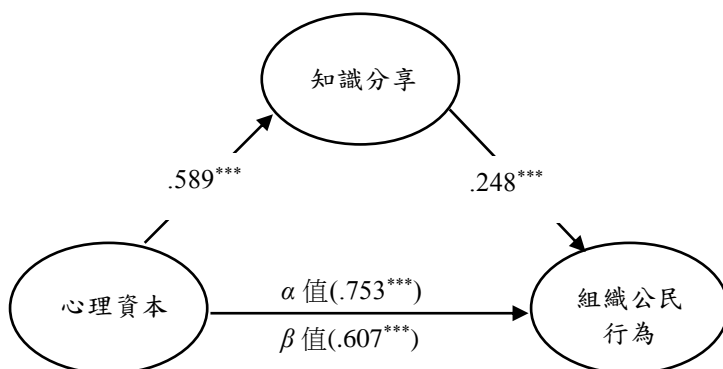 知識分享
.589***
.248***
心理資本
α 值(.753***)
β 值(.607***)
組織公民
行為